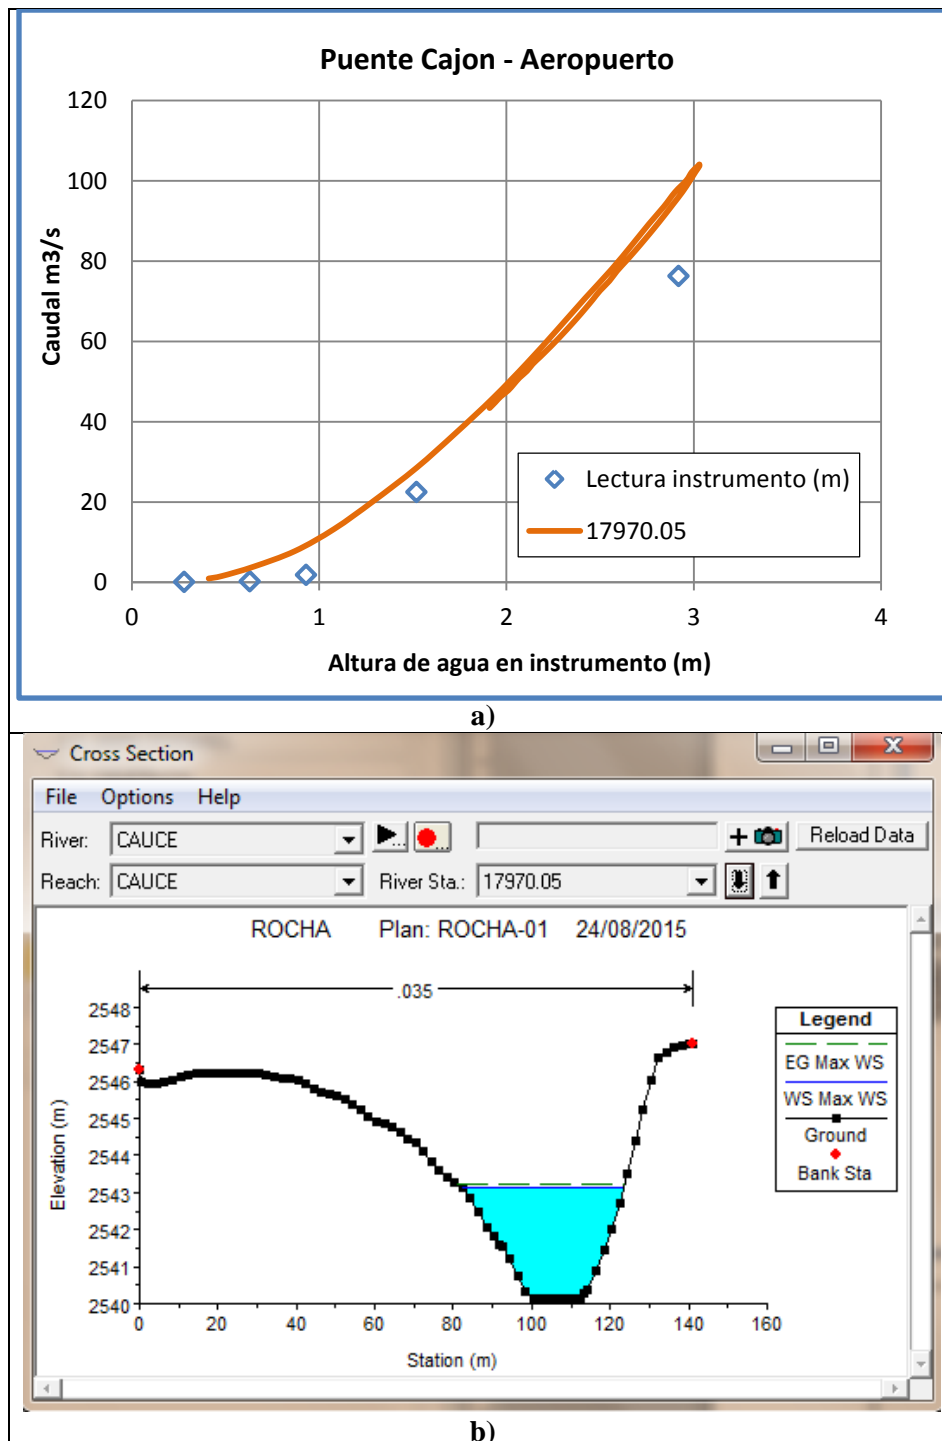 Puente Cajon - Aeropuerto
120
100
80
60
40
20
0
0 1 2 3 4
Caudal m3/s
Altura de agua en instrumento (m)
Lectura instrumento (m)
17970.05
a)
Cross Section
File Options Help
River: CAUCE ... ... Reload Data
Reach: CAUCE River Sta.: 17970.05
ROCHA Plan: ROCHA-01 24/08/2015
.035
2548
2547
2546
2545
2544
2543
2542
2541
2540
0 20 40 60 80 100 120 140 160
Elevation (m)
Station (m)
Legend
EG Max WS
WS Max WS
Ground
Bank Sta
b)